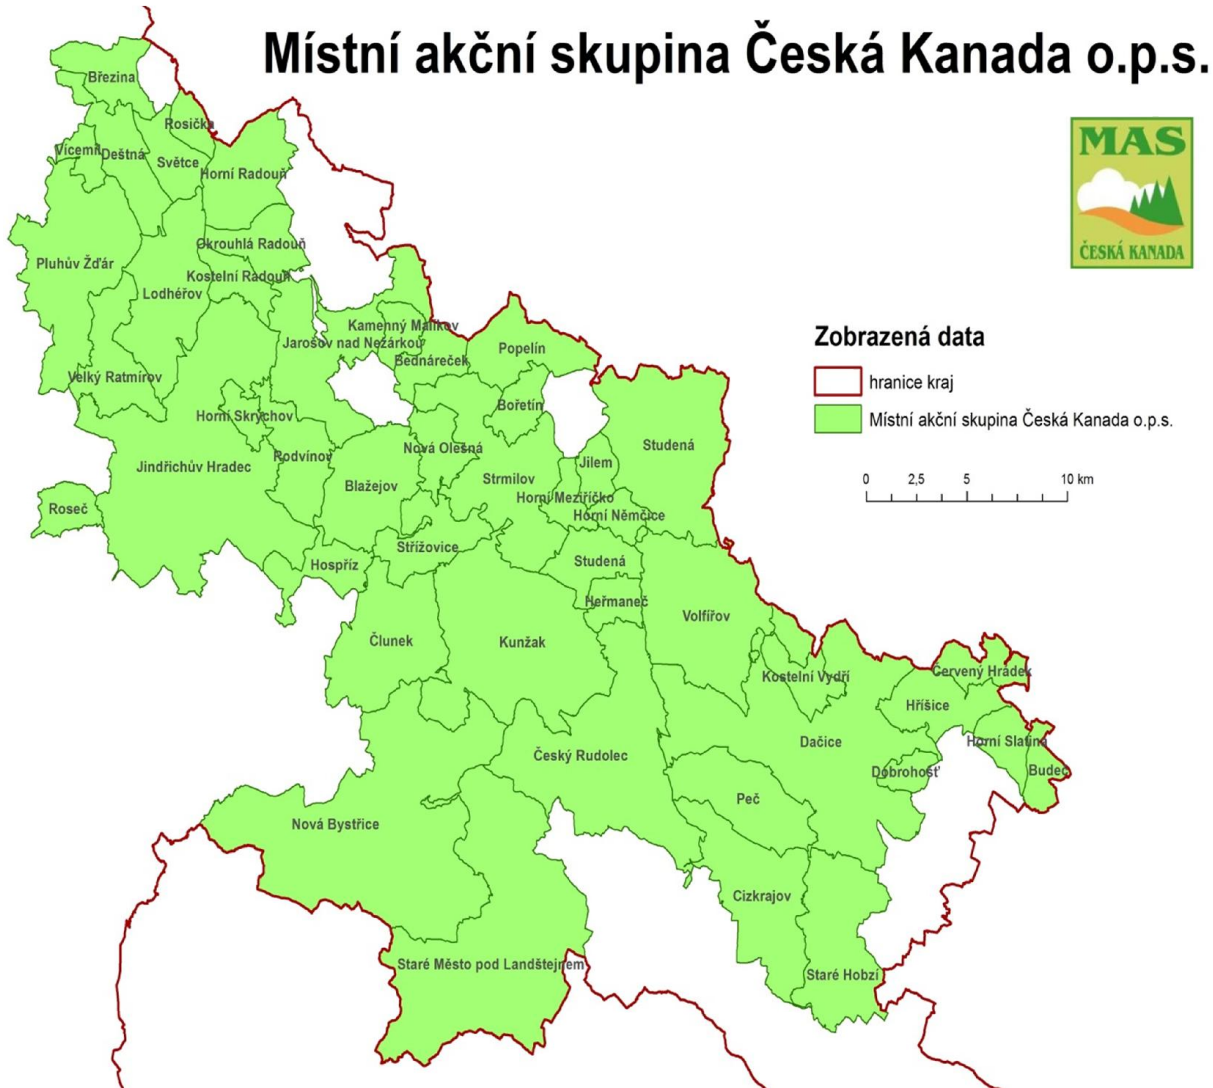 Místní akční skupina Česká Kanada o.p.s.
MAS
ČESKÁ KANADA
Zobrazená data
hranice kraj
Místní akční skupina Česká Kanada o.p.s.
0 2,5 5 10 km
Březina
Rosička
Vícemil
Deštná
Světce
Horní Radouň
Okrouhlá Radouň
Pluhův Žďár
Kostelní Radouň
Lodhéřov
Kamenný Malíkov
Jarošov nad Nežárkou
Popelín
Bednáreček
Velký Ratmírov
Bořetín
Horní Skrýchov
Studená
Nová Olešná
Rodvínov
Jilem
Jindřichův Hradec
Strmilov
Blažejov
Horní Meziříčko
Roseč
Horní Němčice
Střížovice
Studená
Hospříz
Heřmaneč
Volfířov
Člunek
Kunžak
Červený Hrádek
Kostelní Vydří
Hříšice
Dačice
Horní Slatina
Český Rudolec
Dobrohošť
Budeč
Peč
Nová Bystřice
Cizkrajov
Staré Město pod Landštejnem
Staré Hobzí